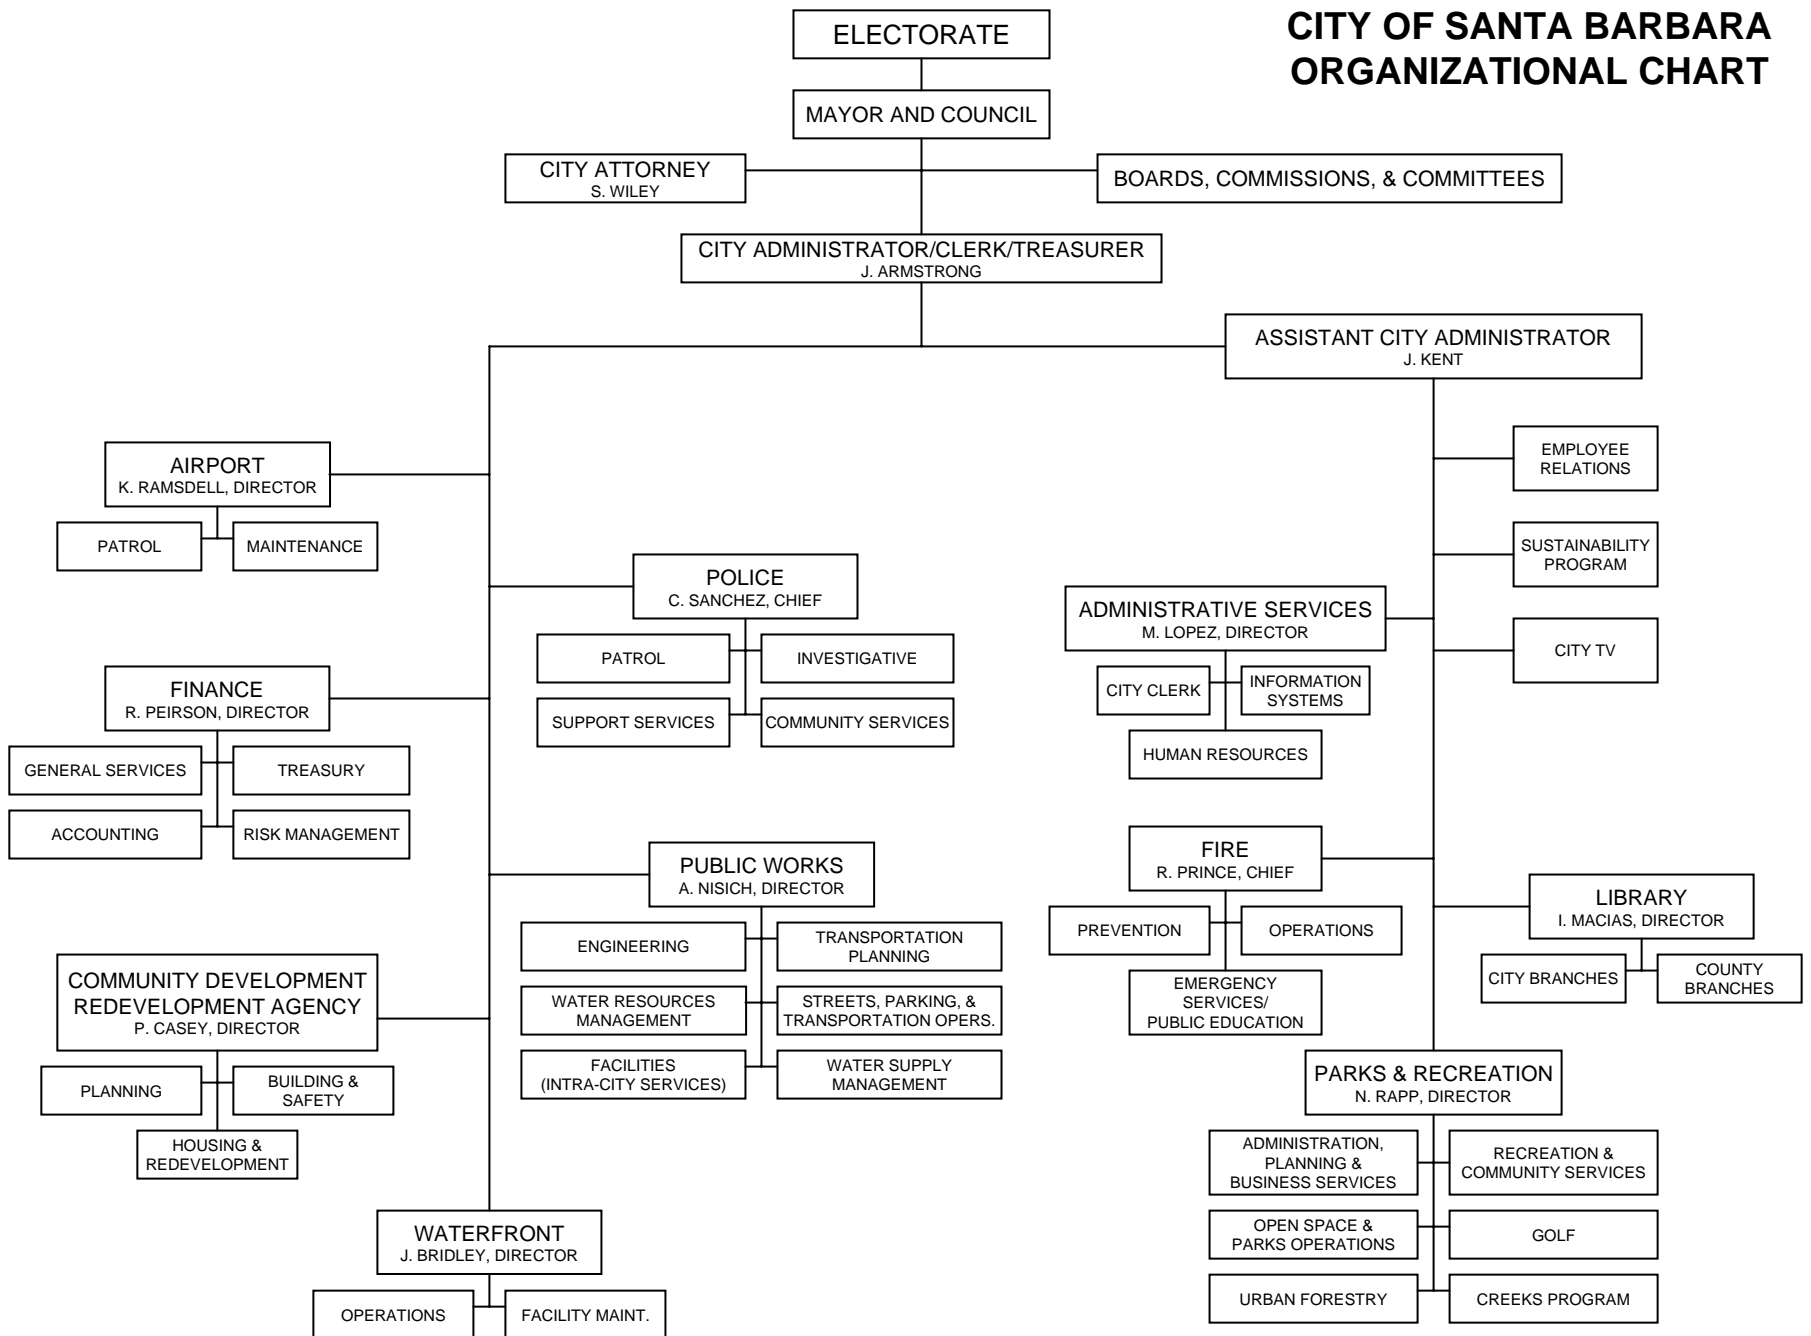 CITY OF SANTA BARBARA
ORGANIZATIONAL CHART
ELECTORATE
MAYOR AND COUNCIL
CITY ATTORNEY
S. WILEY
BOARDS, COMMISSIONS, & COMMITTEES
CITY ADMINISTRATOR/CLERK/TREASURER
J. ARMSTRONG
ASSISTANT CITY ADMINISTRATOR
J. KENT
AIRPORT
K. RAMSDELL, DIRECTOR
PATROL
MAINTENANCE
POLICE
C. SANCHEZ, CHIEF
PATROL
INVESTIGATIVE
SUPPORT SERVICES
COMMUNITY SERVICES
FINANCE
R. PEIRSON, DIRECTOR
GENERAL SERVICES
TREASURY
ACCOUNTING
RISK MANAGEMENT
PUBLIC WORKS
A. NISICH, DIRECTOR
ENGINEERING
TRANSPORTATION
PLANNING
WATER RESOURCES
MANAGEMENT
STREETS, PARKING, &
TRANSPORTATION OPERS.
FACILITIES
(INTRA-CITY SERVICES)
WATER SUPPLY
MANAGEMENT
COMMUNITY DEVELOPMENT
REDEVELOPMENT AGENCY
P. CASEY, DIRECTOR
PLANNING
BUILDING &
SAFETY
HOUSING &
REDEVELOPMENT
WATERFRONT
J. BRIDLEY, DIRECTOR
OPERATIONS
FACILITY MAINT.
EMPLOYEE
RELATIONS
SUSTAINABILITY
PROGRAM
CITY TV
ADMINISTRATIVE SERVICES
M. LOPEZ, DIRECTOR
CITY CLERK
INFORMATION
SYSTEMS
HUMAN RESOURCES
FIRE
R. PRINCE, CHIEF
PREVENTION
OPERATIONS
EMERGENCY
SERVICES/
PUBLIC EDUCATION
LIBRARY
I. MACIAS, DIRECTOR
CITY BRANCHES
COUNTY
BRANCHES
PARKS & RECREATION
N. RAPP, DIRECTOR
ADMINISTRATION,
PLANNING &
BUSINESS SERVICES
RECREATION &
COMMUNITY SERVICES
OPEN SPACE &
PARKS OPERATIONS
GOLF
URBAN FORESTRY
CREEKS PROGRAM